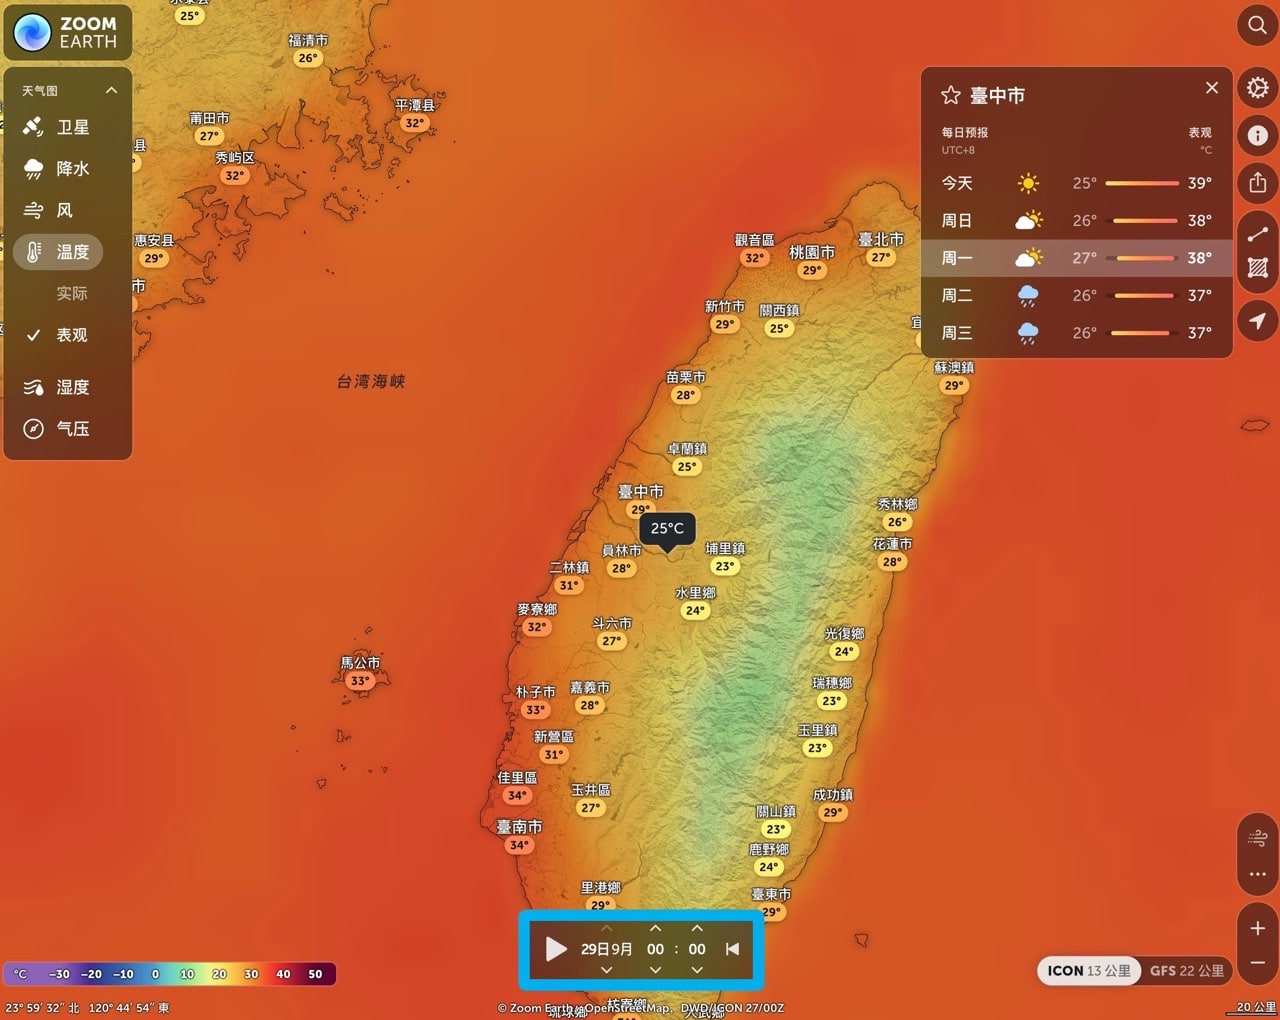 ZOOM
EARTH
天气图
卫星
降水
风
温度
实际
表观
湿度
气压
25°
福清市
26°
平潭县
32°
莆田市
27°
秀屿区
32°
惠安县
29°
台湾海峡
臺北市
27°
觀音區
32°
桃園市
29°
新竹市
29°
關西鎮
25°
蘇澳鎮
29°
苗栗市
28°
卓蘭鎮
25°
臺中市
29°
25°C
員林市
28°
埔里鎮
23°
秀林鄉
26°
花蓮市
28°
二林鎮
31°
水里鄉
24°
麥寮鄉
32°
斗六市
27°
光復鄉
24°
馬公市
33°
朴子市
33°
嘉義市
28°
瑞穗鄉
23°
新營區
31°
玉里鎮
23°
佳里區
34°
玉井區
27°
關山鎮
23°
成功鎮
29°
臺南市
34°
鹿野鄉
24°
里港鄉
29°
臺東市
29°
臺中市
每日预报 表观
UTC+8 °C
今天 25° 39°
周日 26° 38°
周一 27° 38°
周二 26° 37°
周三 26° 37°
29日9月 00 : 00
°C −30 −20 −10 0 10 20 30 40 50
23° 59′ 32″ 北 120° 44′ 54″ 東
© Zoom Earth, OpenStreetMap, DWD/ICON 27/00Z
ICON 13 公里 GFS 22 公里
20 公里